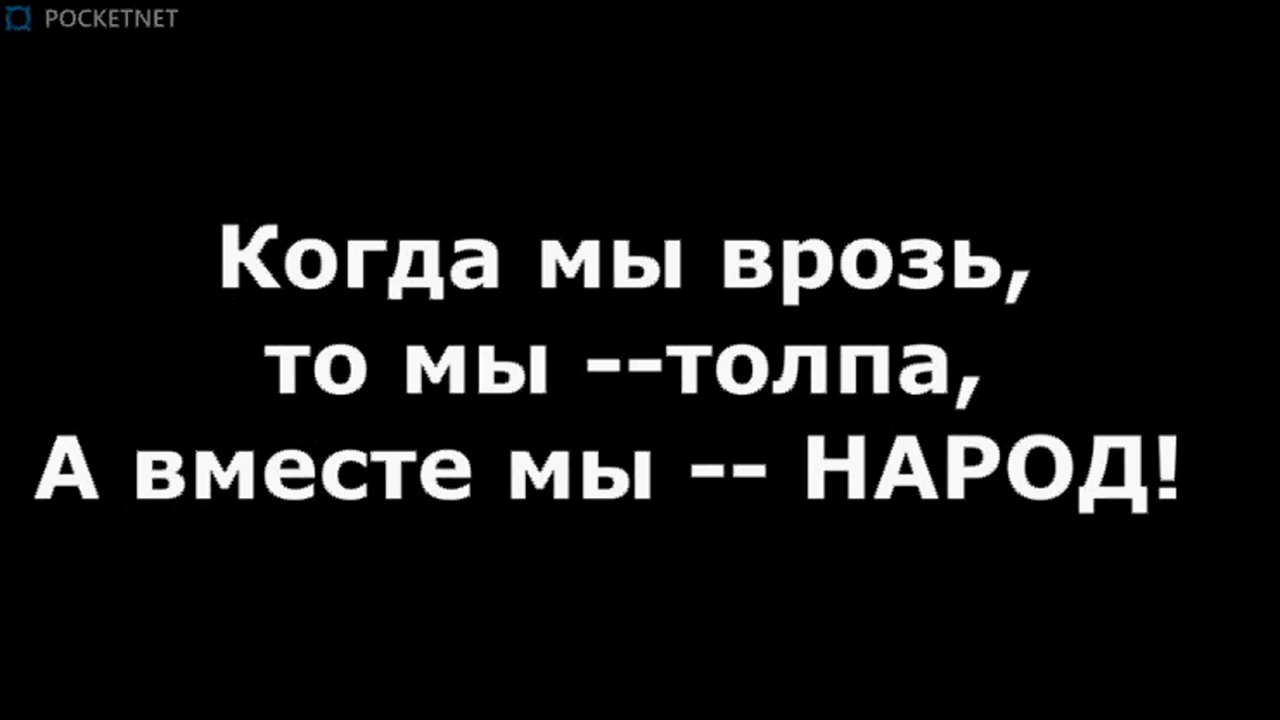 POCKETNET
Когда мы врозь,
то мы --толпа,
А вместе мы -- НАРОД!